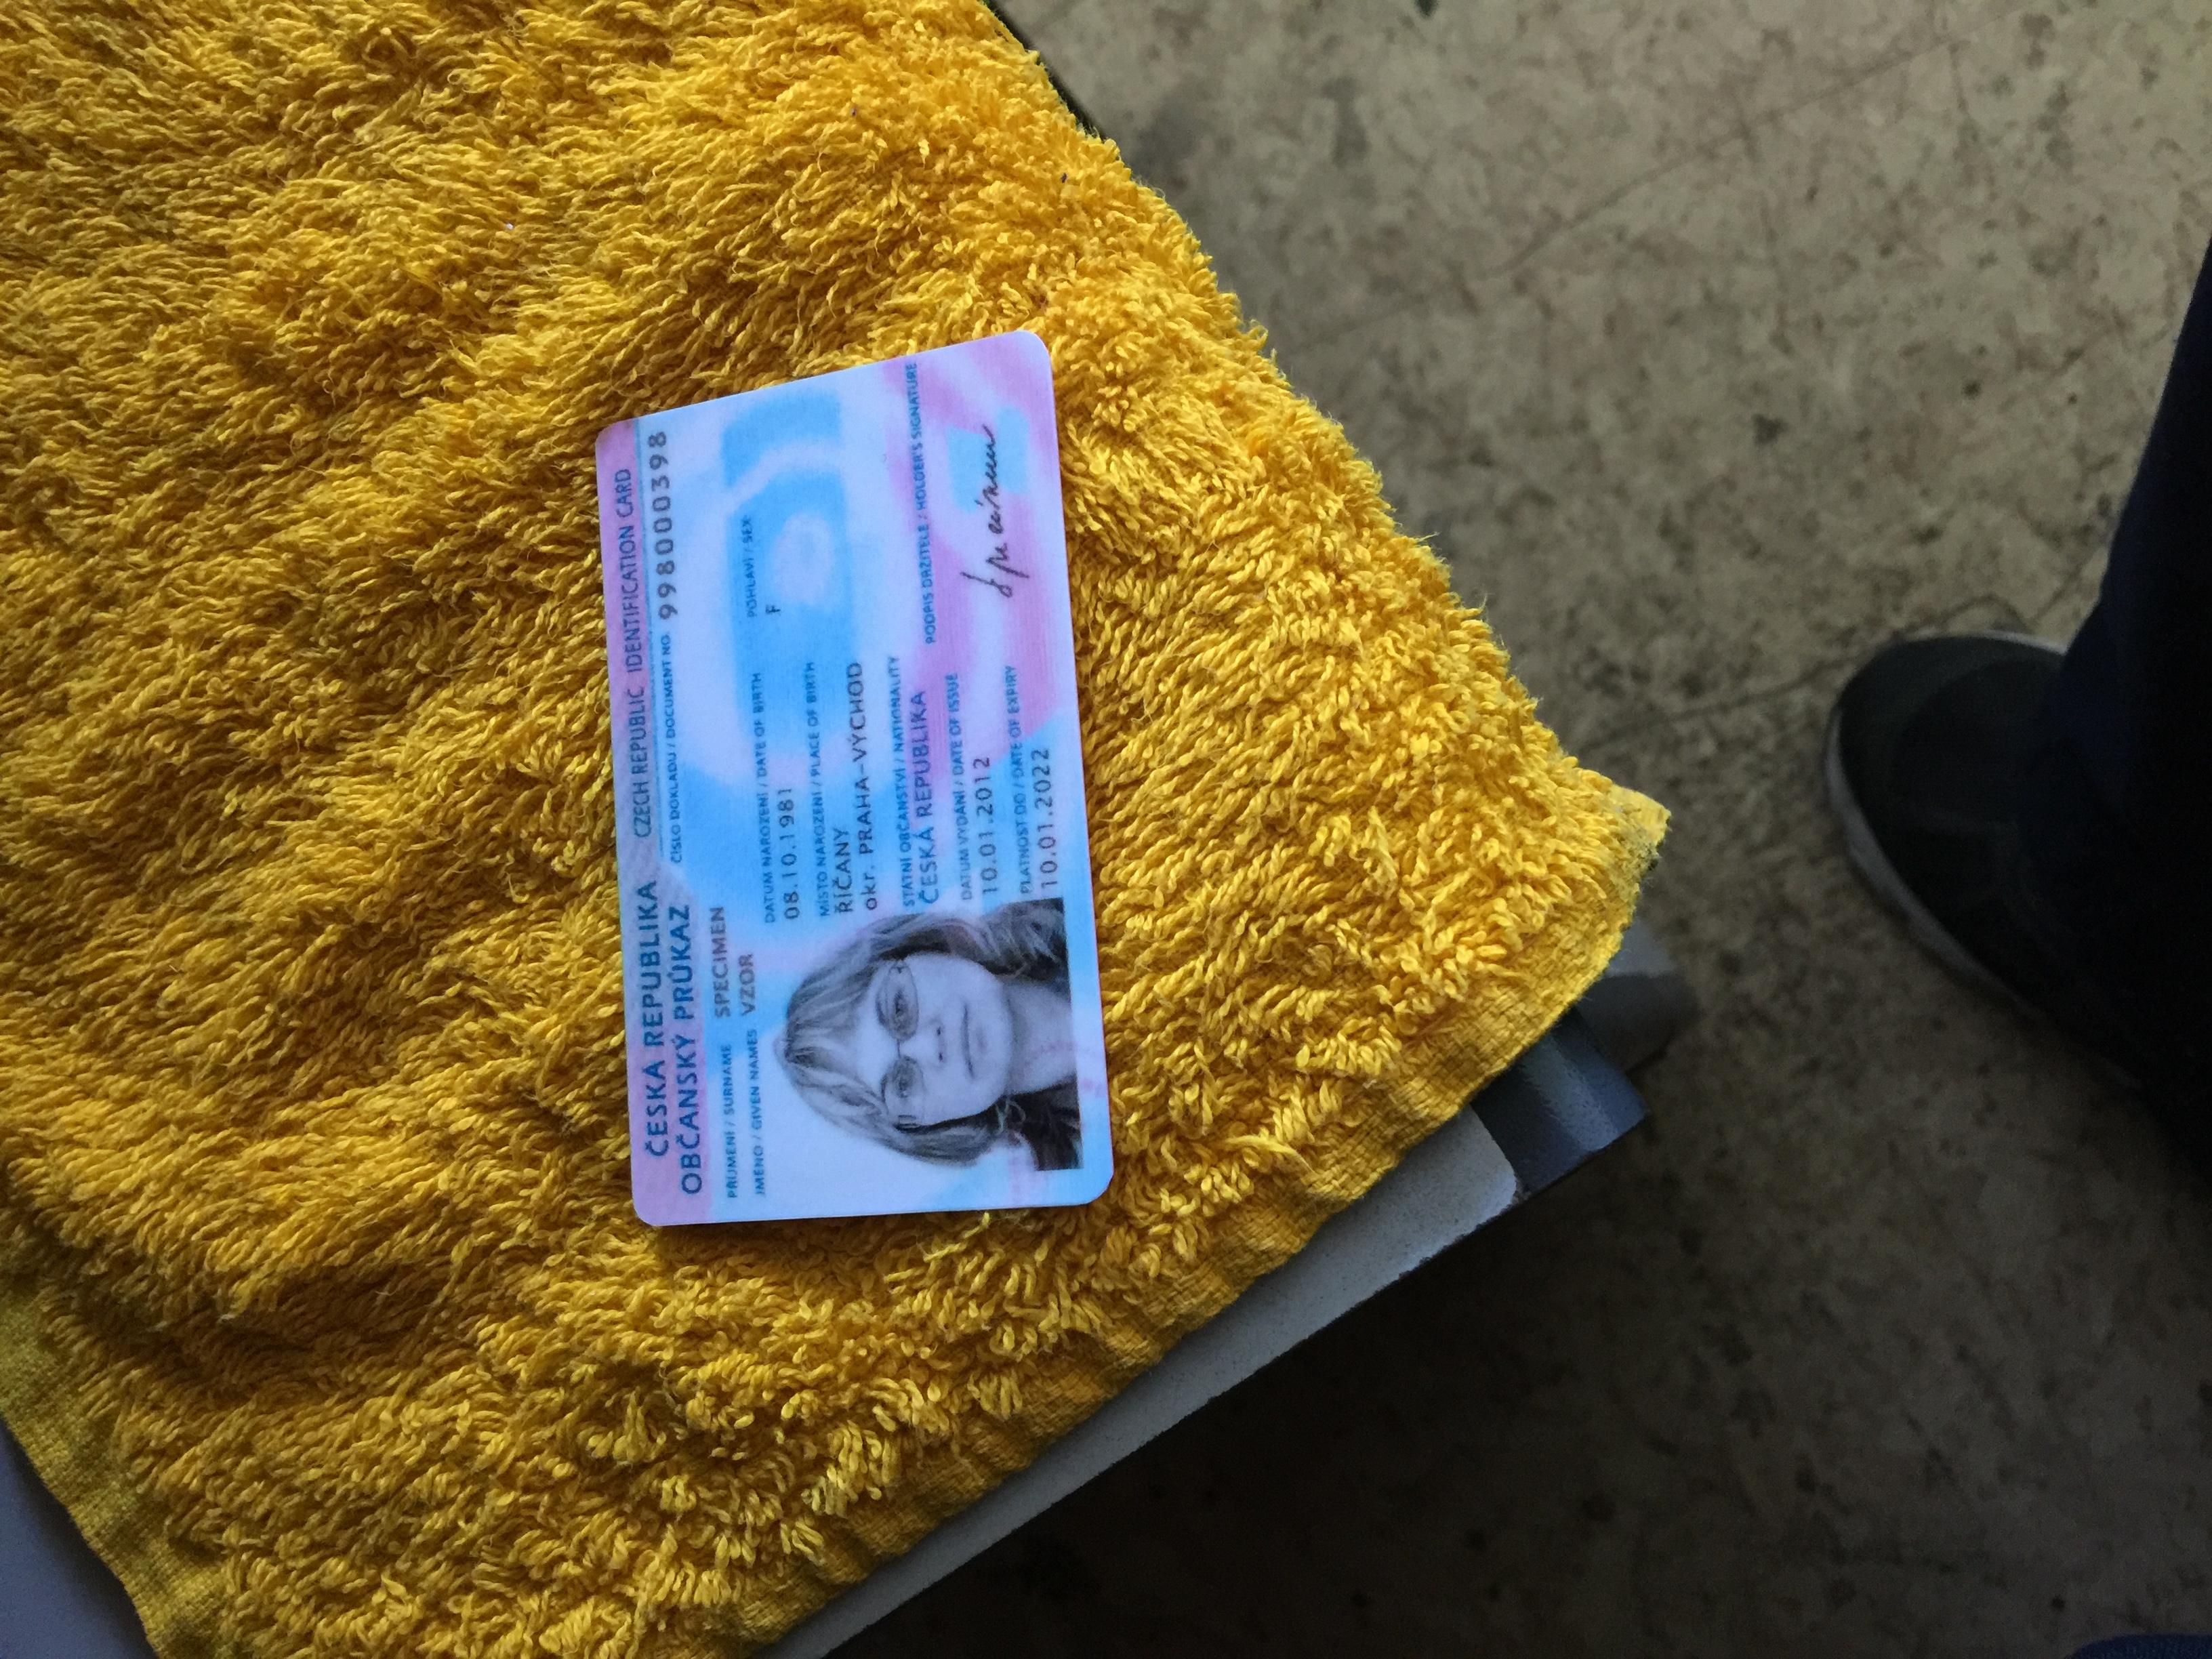 ČESKÁ REPUBLIKA
OBČANSKÝ PRŮKAZ
CZECH REPUBLIC IDENTIFICATION CARD
ČÍSLO DOKLADU / DOCUMENT NO. 998000398
PŘÍJMENÍ / SURNAME SPECIMEN
JMÉNO / GIVEN NAMES VZOR
DATUM NAROZENÍ / DATE OF BIRTH
08.10.1981
POHLAVÍ / SEX
F
MÍSTO NAROZENÍ / PLACE OF BIRTH
ŘÍČANY
okr. PRAHA-VÝCHOD
STÁTNÍ OBČANSTVÍ / NATIONALITY
ČESKÁ REPUBLIKA
PODPIS DRŽITELE / HOLDER'S SIGNATURE
DATUM VYDÁNÍ / DATE OF ISSUE
10.01.2012
Specimen
PLATNOST DO / DATE OF EXPIRY
10.01.2022